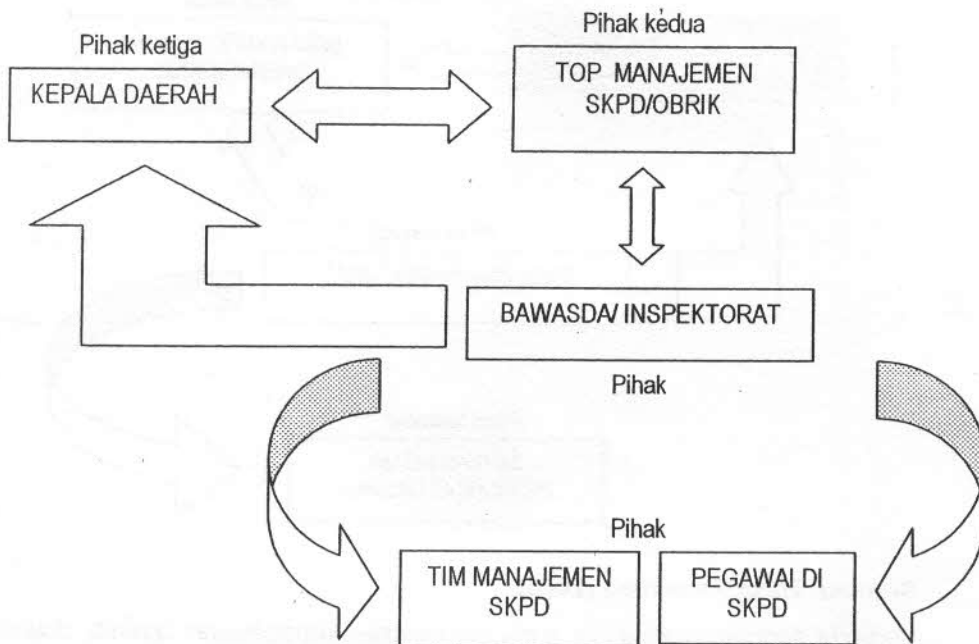 Pihak ketiga
Pihak kedua
KEPALA DAERAH
TOP MANAJEMEN
SKPD/OBRIK
BAWASDA/ INSPEKTORAT
Pihak
Pihak
TIM MANAJEMEN
SKPD
PEGAWAI DI
SKPD